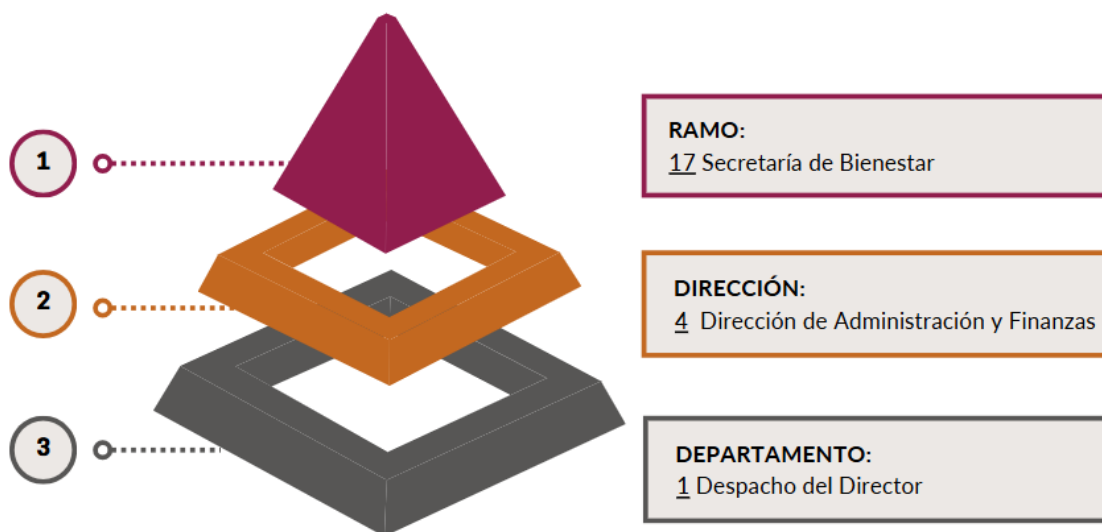 1
RAMO:
17 Secretaría de Bienestar
2
DIRECCIÓN:
4 Dirección de Administración y Finanzas
3
DEPARTAMENTO:
1 Despacho del Director